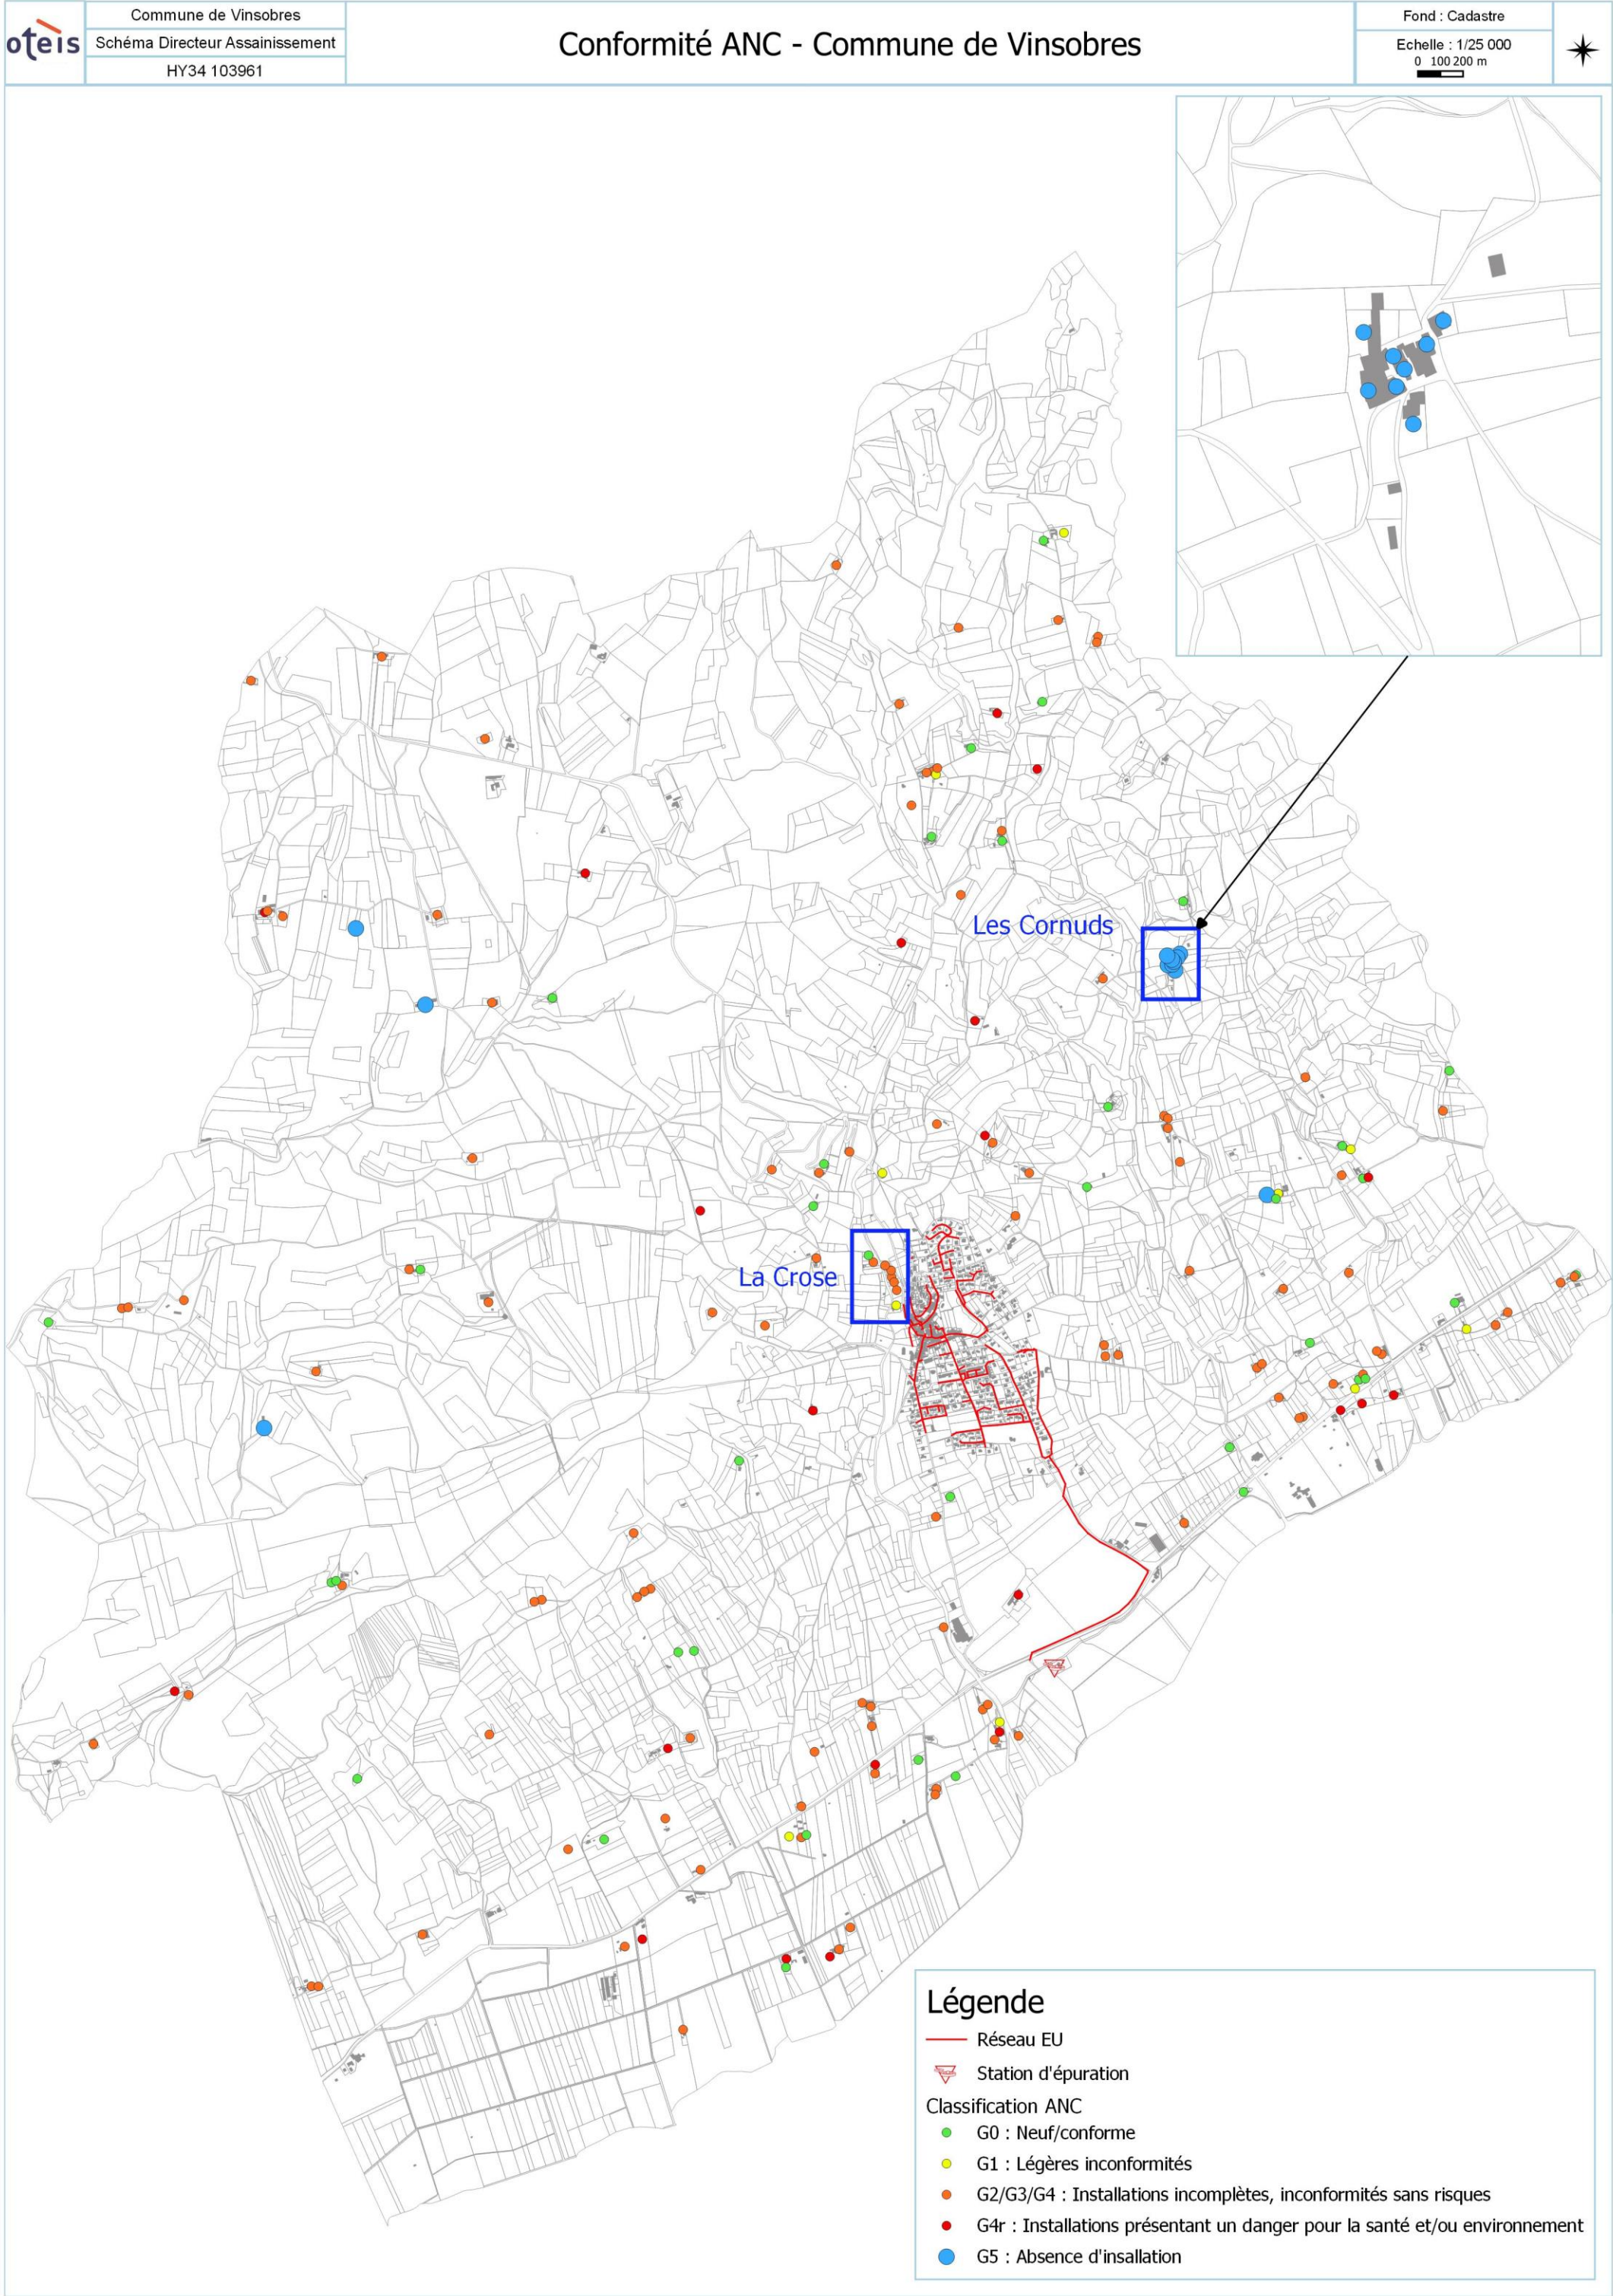 oteis
Commune de Vinsobres
Schéma Directeur Assainissement
HY34 103961
Conformité ANC - Commune de Vinsobres
Fond : Cadastre
Echelle : 1/25 000
0 100 200 m
Les Cornuds
La Crose
Légende
Réseau EU
Station d'épuration
Classification ANC
G0 : Neuf/conforme
G1 : Légères inconformités
G2/G3/G4 : Installations incomplètes, inconformités sans risques
G4r : Installations présentant un danger pour la santé et/ou environnement
G5 : Absence d'insallation